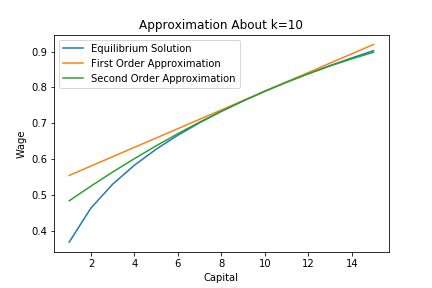 Approximation About k=10
Equilibrium Solution
First Order Approximation
Second Order Approximation
Wage
0.9
0.8
0.7
0.6
0.5
0.4
2 4 6 8 10 12 14
Capital